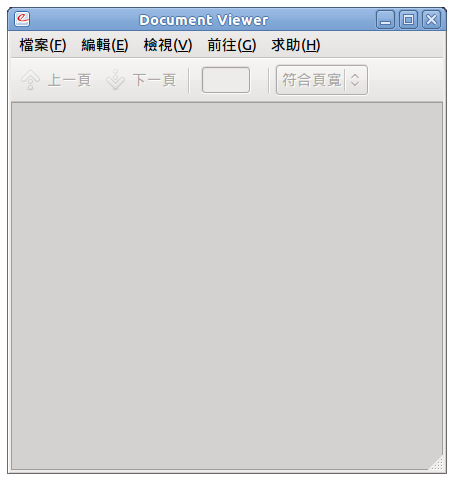 Document Viewer
檔案(F) 編輯(E) 檢視(V) 前往(G) 求助(H)
上一頁 下一頁 符合頁寬